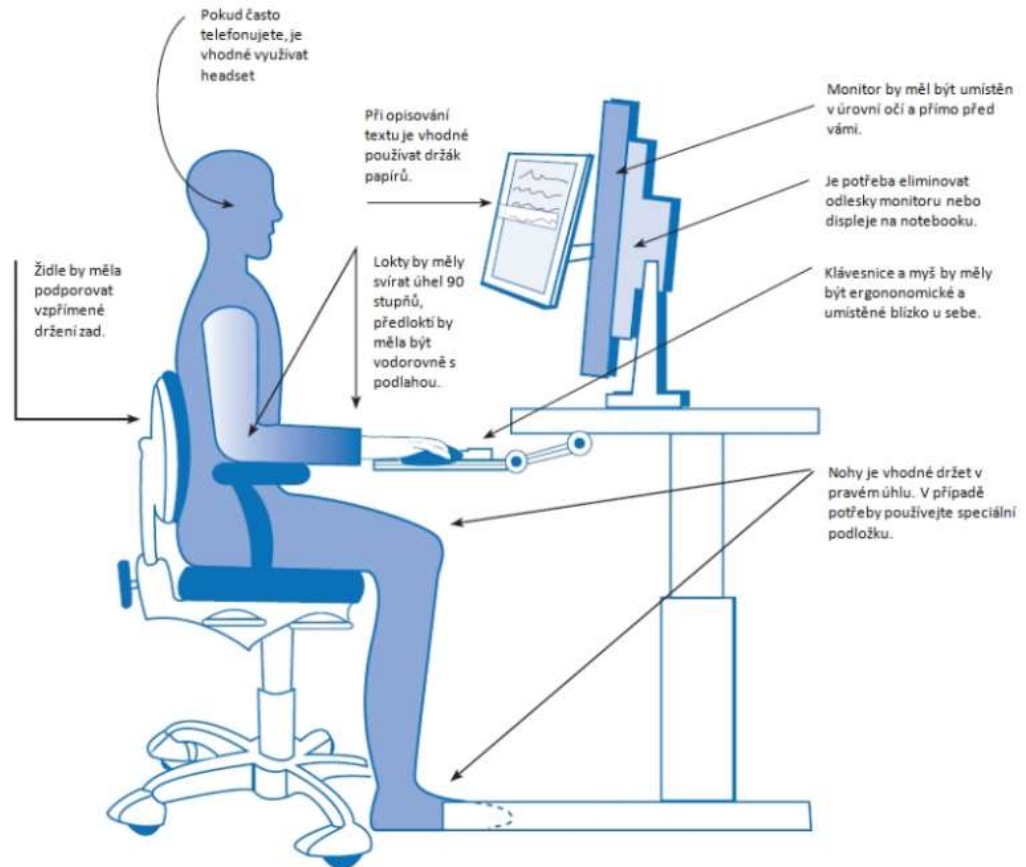 Pokud často
telefonujete, je
vhodné využívat
headset
Při opisování
textu je vhodné
používat držák
papírů.
Monitor by měl být umístěn
v úrovní očí a přímo před
vámi.
Je potřeba eliminovat
odlesky monitoru nebo
displeje na notebooku.
Židle by měla
podporovat
vzpřímené
držení zad.
Lokty by měly
svírat úhel 90
stupňů,
předloktí by
měla být
vodorovně s
podlahou.
Klávesnice a myš by měly
být ergononomické a
umístěné blízko u sebe.
Nohy je vhodné držet v
pravém úhlu. V případě
potřeby používejte speciální
podložku.